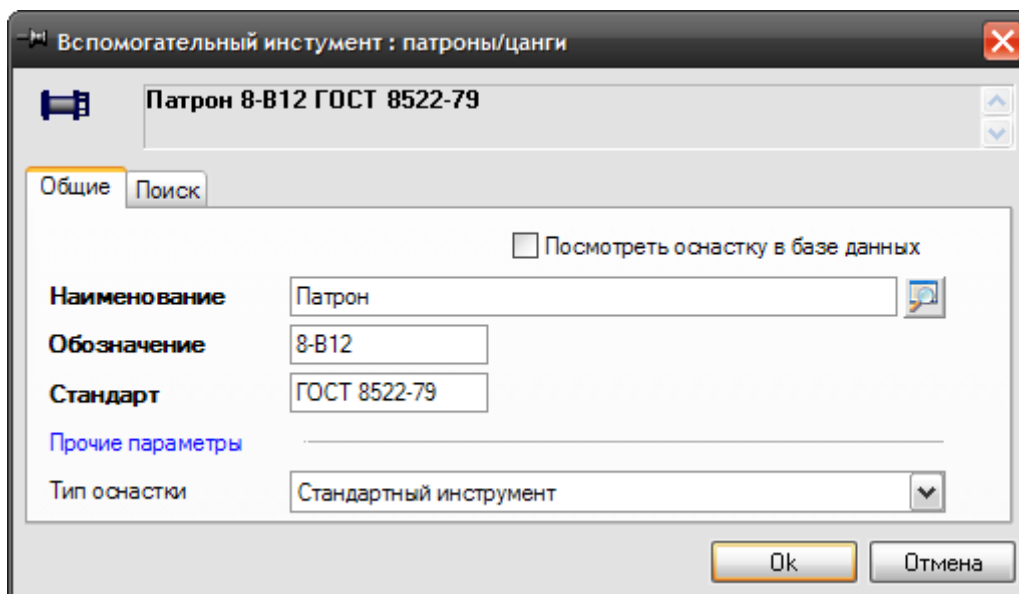 Вспомогательный инстумент : патроны/цанги
Патрон 8-В12 ГОСТ 8522-79
Общие
Поиск
Посмотреть оснастку в базе данных
Наименование
Патрон
Обозначение
8-В12
Стандарт
ГОСТ 8522-79
Прочие параметры
Тип оснастки
Стандартный инструмент
Ok
Отмена